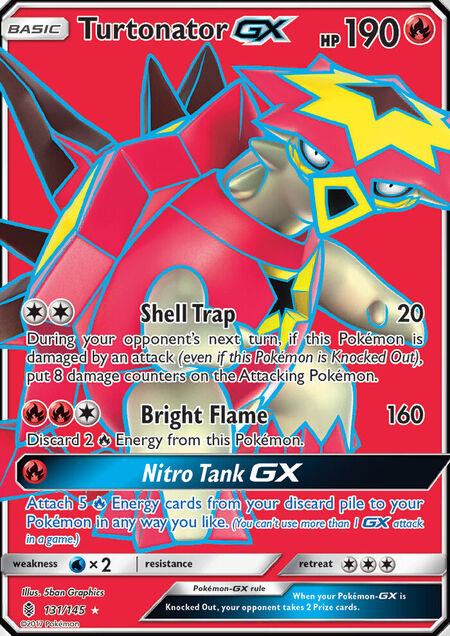 BASIC Turtonator GX HP 190
Shell Trap 20
During your opponent's next turn, if this Pokémon is
damaged by an attack (even if this Pokémon is Knocked Out),
put 8 damage counters on the Attacking Pokémon.
Bright Flame 160
Discard 2 Energy from this Pokémon.
Nitro Tank GX
Attach 5 Energy cards from your discard pile to your
Pokémon in any way you like. (You can't use more than 1 GX attack
in a game.)
weakness ×2 resistance retreat
Illus. 5ban Graphics
131/145 ★
©2017 Pokémon
Pokémon-GX rule
When your Pokémon-GX is
Knocked Out, your opponent takes 2 Prize cards.